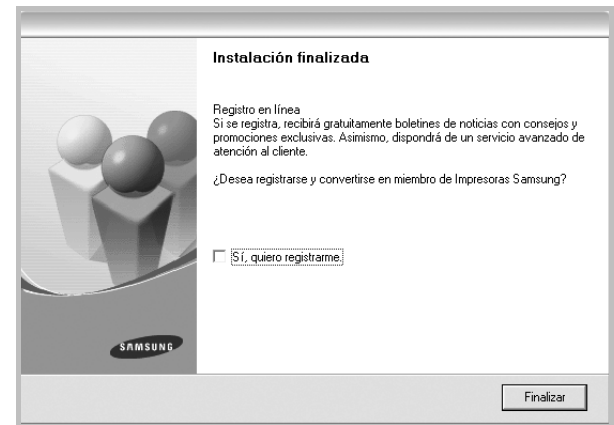 Instalación finalizada
Registro en línea
Si se registra, recibirá gratuitamente boletines de noticias con consejos y
promociones exclusivas. Asimismo, dispondrá de un servicio avanzado de
atención al cliente.
¿Desea registrarse y convertirse en miembro de Impresoras Samsung?
Sí, quiero registrarme.
SAMSUNG
Finalizar